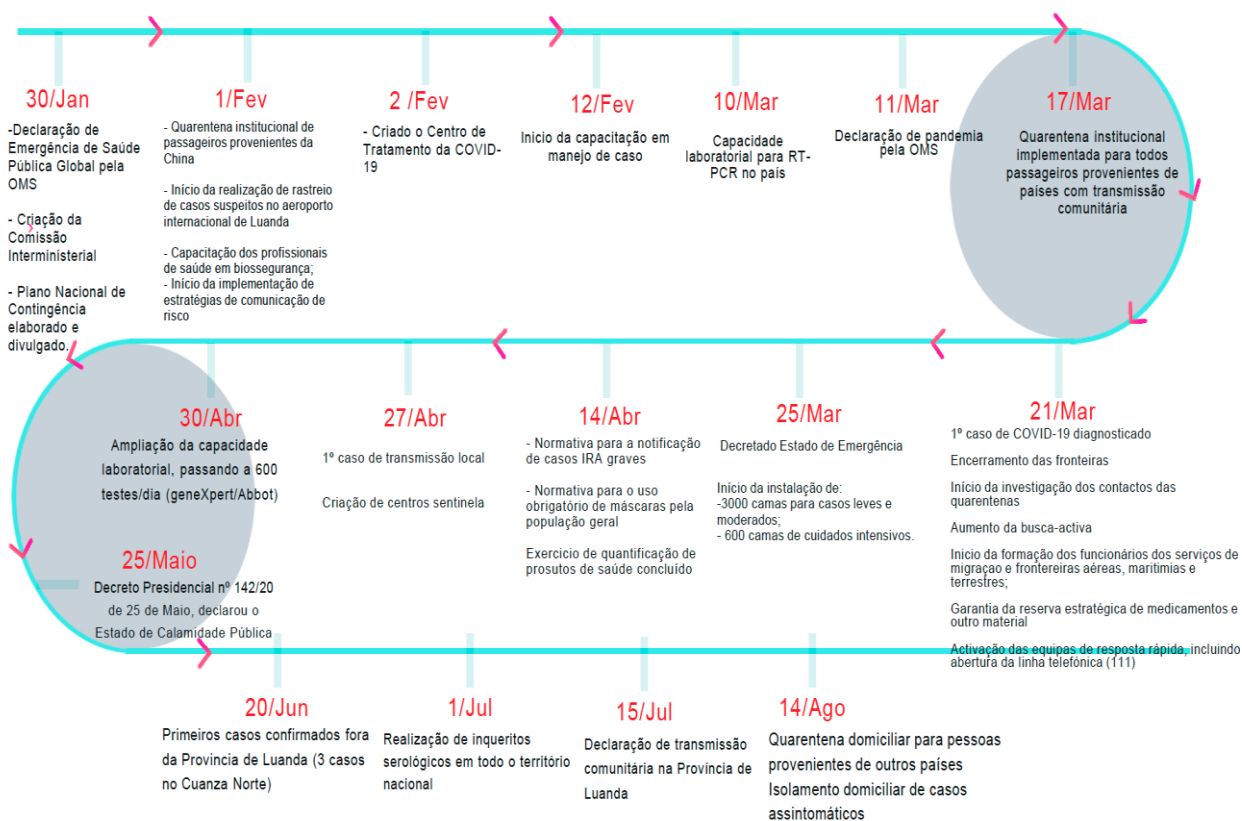 30/Jan
-Declaração de
Emergência de Saúde
Pública Global pela
OMS
- Criação da
Comissão
Interministerial
- Plano Nacional de
Contingência
elaborado e
divulgado.
1/Fev
- Quarentena institucional de
passageiros provenientes da
China
- Início da realização de rastreio
de casos suspeitos no aeroporto
internacional de Luanda
- Capacitação dos profissionais
de saúde em biossegurança;
- Início da implementação de
estratégias de comunicação de
risco
2 /Fev
- Criado o Centro de
Tratamento da COVID-
19
12/Fev
Inicio da capacitação em
manejo de caso
10/Mar
Capacidade
laboratorial para RT-
PCR no país
11/Mar
Declaração de pandemia
pela OMS
17/Mar
Quarentena institucional
implementada para todos
passageiros provenientes de
países com transmissão
comunitária
21/Mar
1º caso de COVID-19 diagnosticado
Encerramento das fronteiras
Início da investigação dos contactos das
quarentenas
Aumento da busca-activa
Inicio da formação dos funcionários dos serviços de
migraçao e frontereiras aéreas, maritimias e
terrestres;
Garantia da reserva estratégica de medicamentos e
outro material
Activação das equipas de resposta rápida, incluindo
abertura da linha telefónica (111)
25/Mar
Decretado Estado de Emergência
Início da instalação de:
-3000 camas para casos leves e
moderados;
- 600 camas de cuidados intensivos.
14/Abr
- Normativa para a notificação
de casos IRA graves
- Normativa para o uso
obrigatório de máscaras pela
população geral
Exercicio de quantificação de
prosutos de saúde concluído
27/Abr
1º caso de transmissão local
Criação de centros sentinela
30/Abr
Ampliação da capacidade
laboratorial, passando a 600
testes/dia (geneXpert/Abbot)
25/Maio
Decreto Presidencial nº 142/20
de 25 de Maio, declarou o
Estado de Calamidade Pública
20/Jun
Primeiros casos confirmados fora
da Provincia de Luanda (3 casos
no Cuanza Norte)
1/Jul
Realização de inqueritos
serológicos em todo o território
nacional
15/Jul
Declaração de transmissão
comunitária na Província de
Luanda
14/Ago
Quarentena domiciliar para pessoas
provenientes de outros países
Isolamento domiciliar de casos
assintomáticos